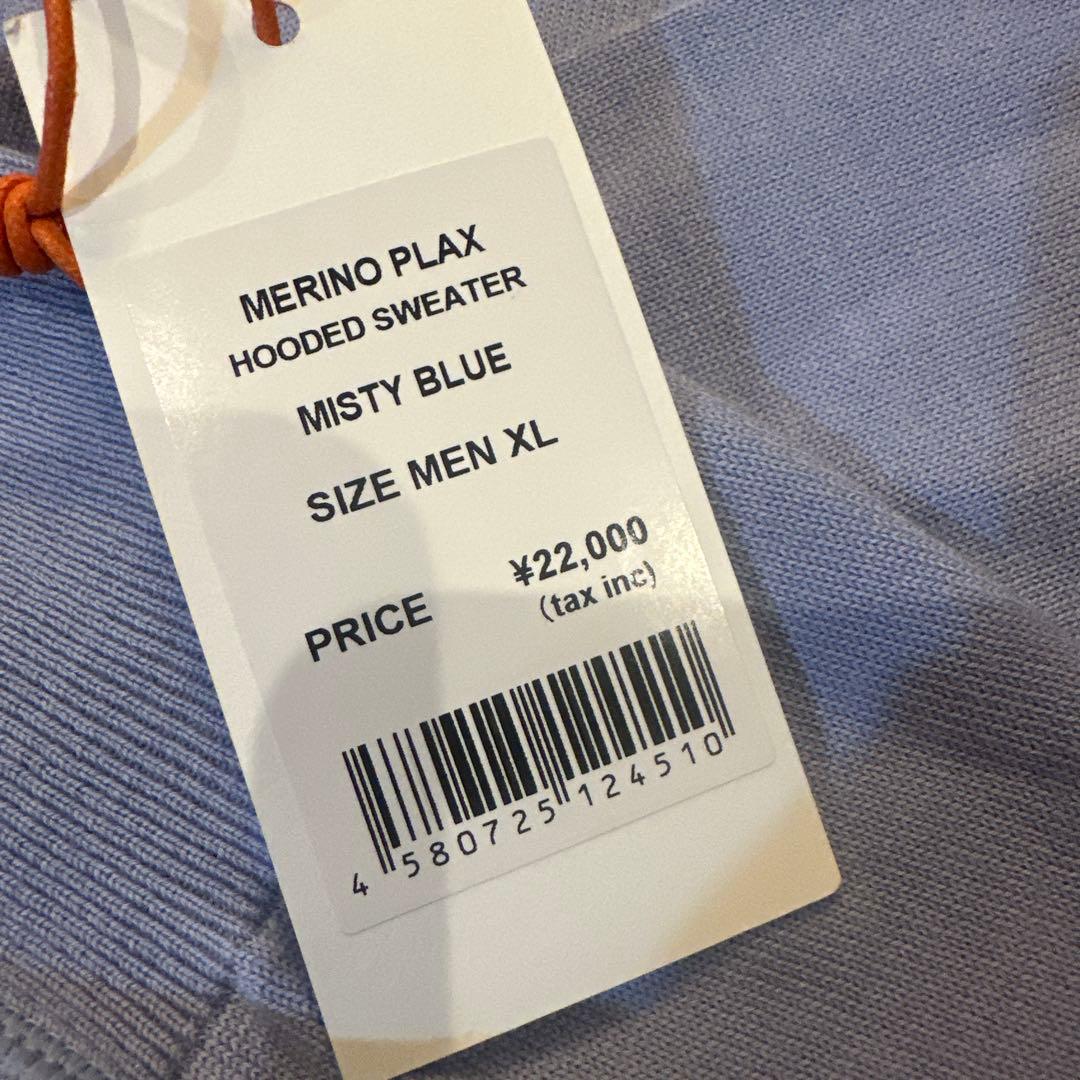 MERINO PLAX
HOODED SWEATER
MISTY BLUE
SIZE MEN XL
¥22,000
PRICE (tax inc)
4 580725 124510